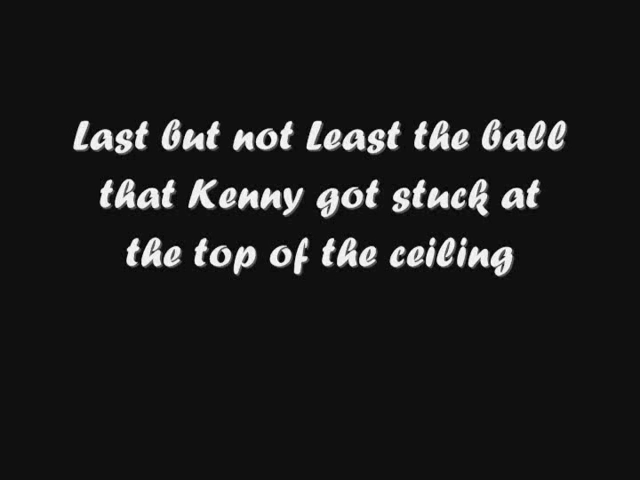 Last but not Least the ball
that Kenny got stuck at
the top of the ceiling